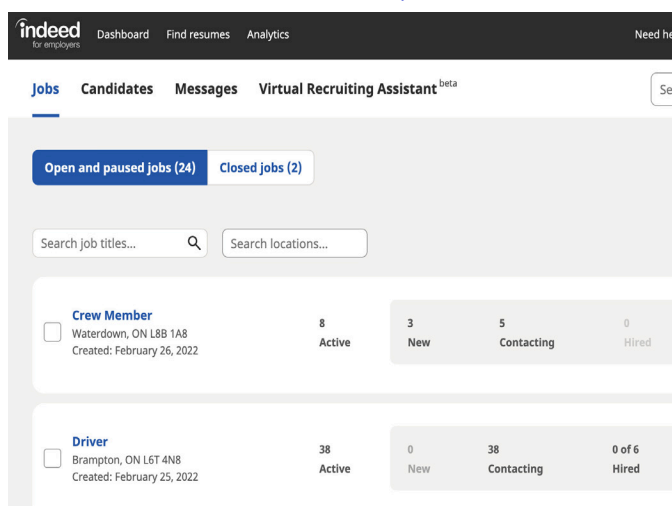 indeed
for employers
Dashboard Find resumes Analytics
Need he
Jobs Candidates Messages Virtual Recruiting Assistant beta
Se
Open and paused jobs (24) Closed jobs (2)
Search job titles... Search locations...
Crew Member
Waterdown, ON L8B 1A8
Created: February 26, 2022
8 3 5 0
Active New Contacting Hired
Driver
Brampton, ON L6T 4N8
Created: February 25, 2022
38 0 38 0 of 6
Active New Contacting Hired